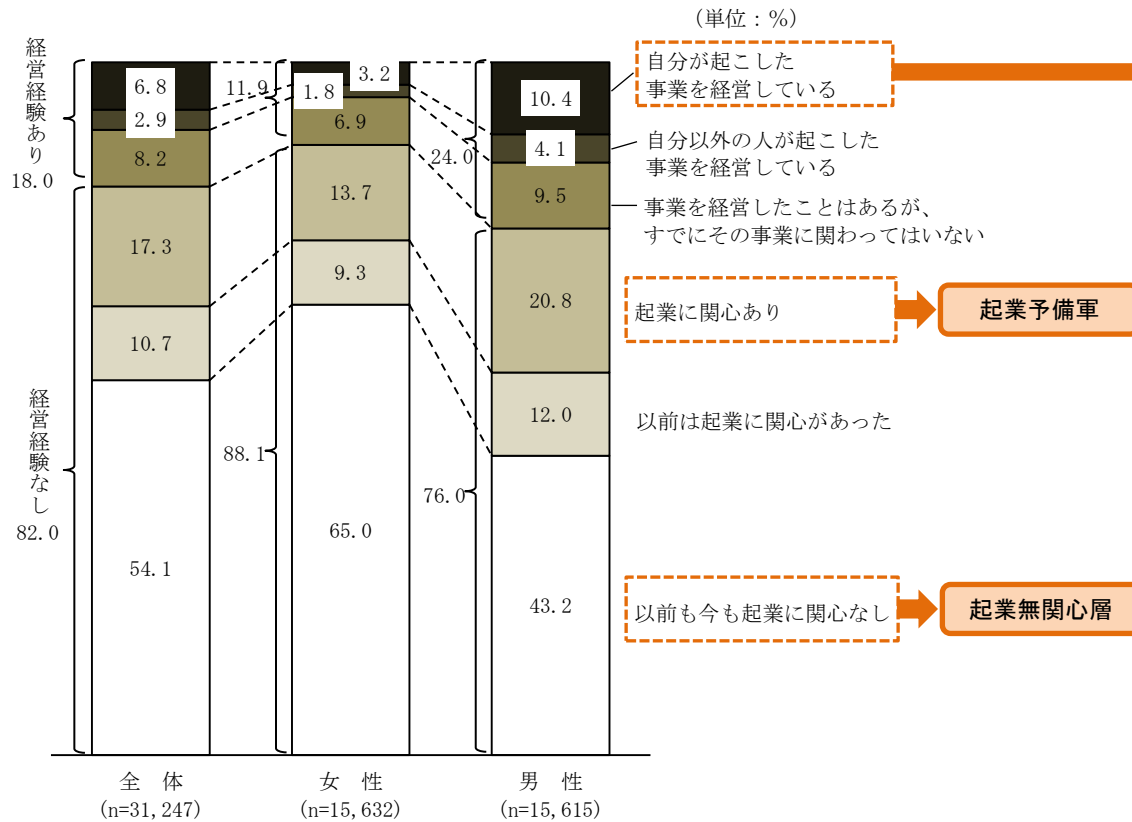 (単位：%)
経営経験あり
18.0
経営経験なし
82.0
6.8
2.9
8.2
17.3
10.7
54.1
11.9
88.1
3.2
1.8
6.9
13.7
9.3
65.0
24.0
76.0
10.4
4.1
9.5
20.8
12.0
43.2
自分が起こした
事業を経営している
自分以外の人が起こした
事業を経営している
事業を経営したことはあるが、
すでにその事業に関わってはいない
起業に関心あり
起業予備軍
以前は起業に関心があった
以前も今も起業に関心なし
起業無関心層
全　体
(n=31,247)
女　性
(n=15,632)
男　性
(n=15,615)